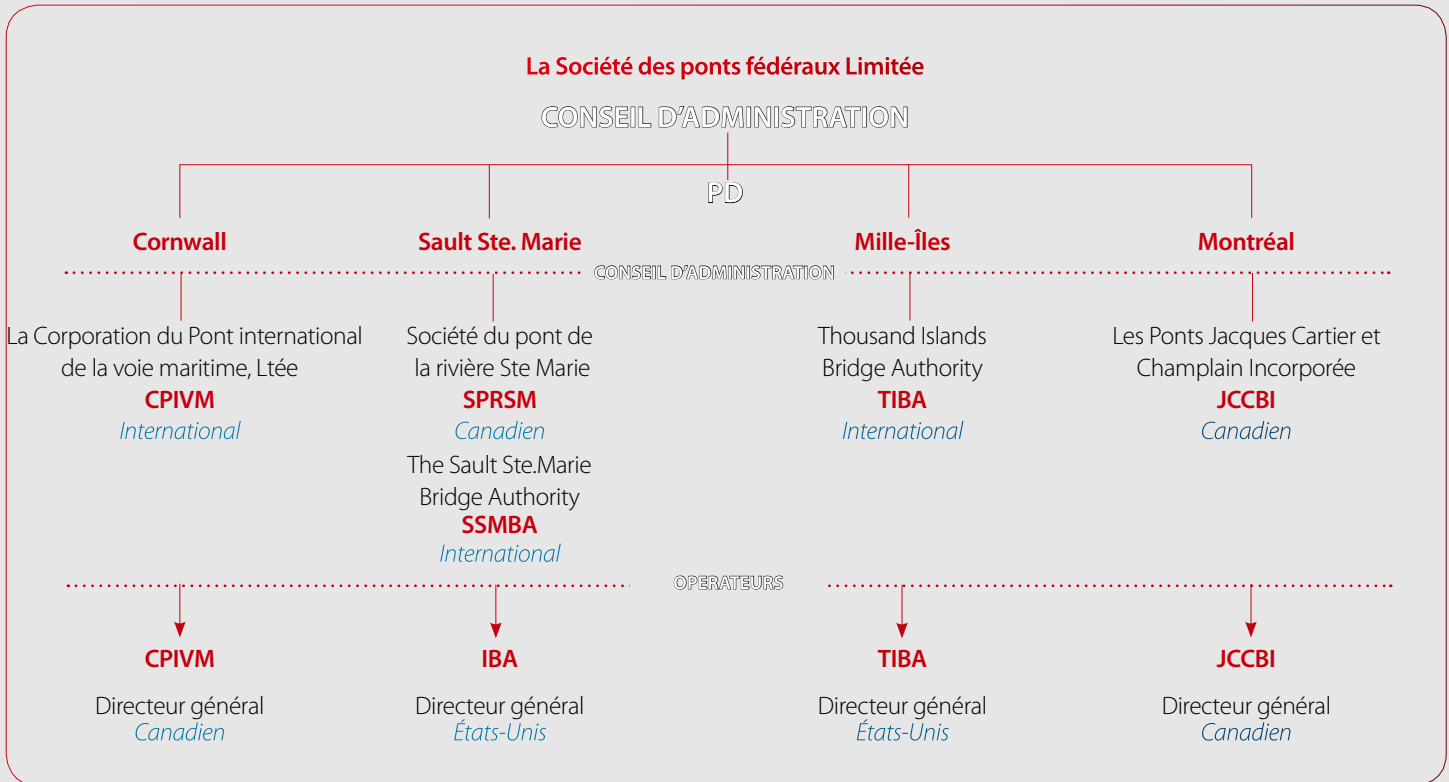 La Société des ponts fédéraux Limitée
CONSEIL D'ADMINISTRATION
PD
Cornwall
Sault Ste. Marie
Mille-Îles
Montréal
CONSEIL D'ADMINISTRATION
La Corporation du Pont international
de la voie maritime, Ltée
CPIVM
International
Société du pont de
la rivière Ste Marie
SPRSM
Canadien
The Sault Ste.Marie
Bridge Authority
SSMBA
International
Thousand Islands
Bridge Authority
TIBA
International
Les Ponts Jacques Cartier et
Champlain Incorporée
JCCBI
Canadien
OPERATEURS
CPIVM
Directeur général
Canadien
IBA
Directeur général
États-Unis
TIBA
Directeur général
États-Unis
JCCBI
Directeur général
Canadien